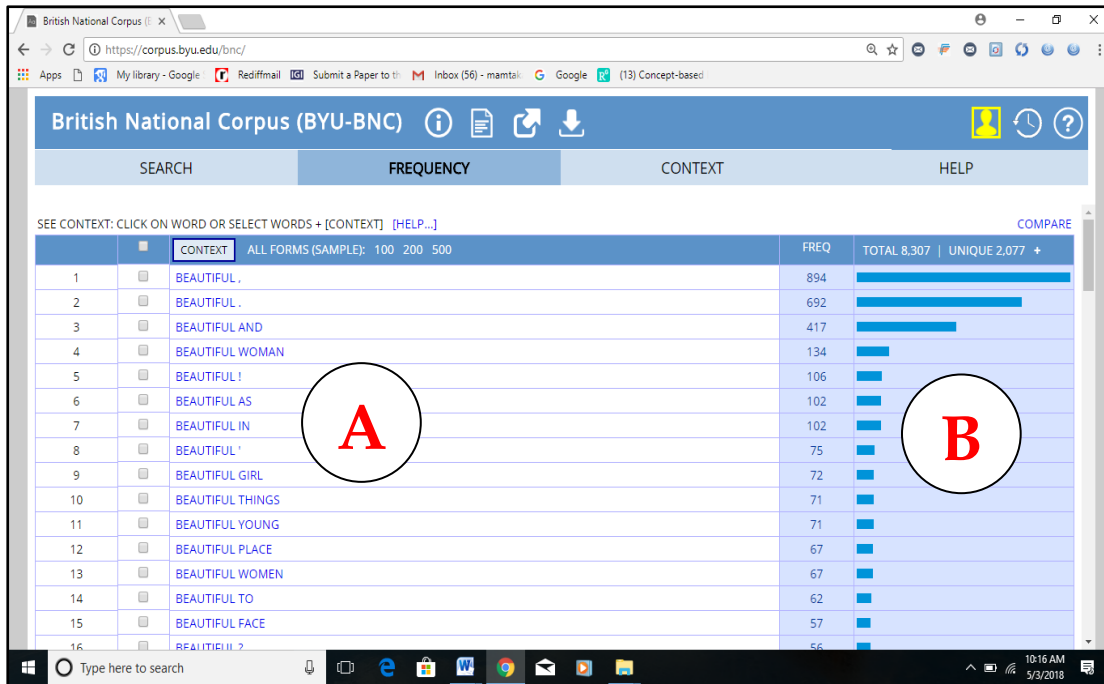 British National Corpus (
https://corpus.byu.edu/bnc/
Apps My library - Google Rediffmail IGI Submit a Paper to th Inbox (56) - mamtak Google (13) Concept-based
British National Corpus (BYU-BNC)
SEARCH FREQUENCY CONTEXT HELP
SEE CONTEXT: CLICK ON WORD OR SELECT WORDS + [CONTEXT] [HELP...] COMPARE
CONTEXT ALL FORMS (SAMPLE): 100 200 500 FREQ TOTAL 8,307 | UNIQUE 2,077 +
1 BEAUTIFUL , 894
2 BEAUTIFUL . 692
3 BEAUTIFUL AND 417
4 BEAUTIFUL WOMAN 134
5 BEAUTIFUL ! 106
6 BEAUTIFUL AS 102
7 BEAUTIFUL IN 102
A B
8 BEAUTIFUL ' 75
9 BEAUTIFUL GIRL 72
10 BEAUTIFUL THINGS 71
11 BEAUTIFUL YOUNG 71
12 BEAUTIFUL PLACE 67
13 BEAUTIFUL WOMEN 67
14 BEAUTIFUL TO 62
15 BEAUTIFUL FACE 57
16 BEAUTIFUL ? 56
Type here to search 10:16 AM
5/3/2018